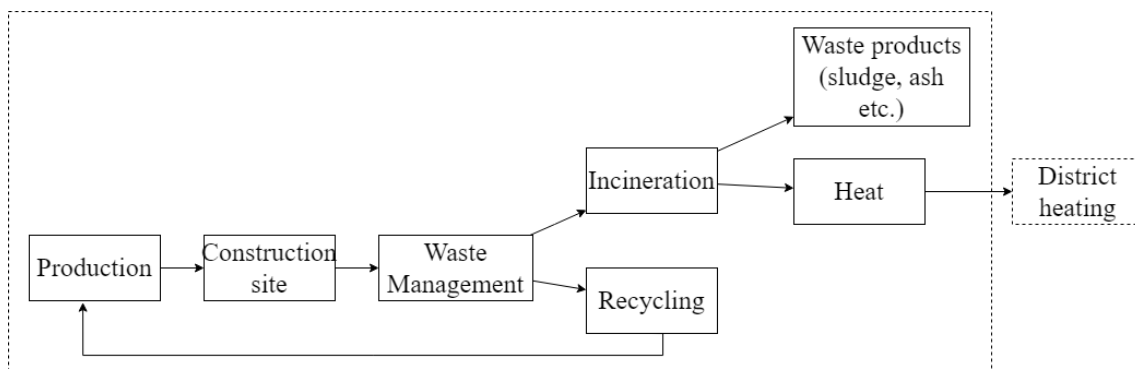 Waste products
(sludge, ash
etc.)
Incineration
Heat
District
heating
Production
Construction
site
Waste
Management
Recycling